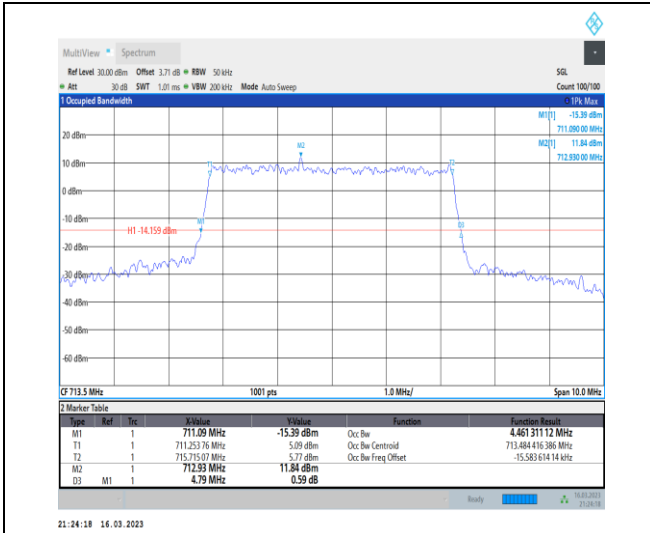 MultiView Spectrum
Ref Level 30.00 dBm Offset 3.71 dB RBW 50 kHz SGL
Att 30 dB SWT 1.01 ms VBW 200 kHz Mode Auto Sweep Count 100/100
1 Occupied Bandwidth 1Pk Max
M1[1] -15.39 dBm
711.090 00 MHz
M2[1] 11.84 dBm
712.930 00 MHz
20 dBm
M2
10 dBm
T1
T2
0 dBm
-10 dBm
M1
D3
H1 -14.159 dBm
-20 dBm
-30 dBm
-40 dBm
-50 dBm
-60 dBm
CF 713.5 MHz 1001 pts 1.0 MHz/ Span 10.0 MHz
2 Marker Table
Type Ref Trc X-Value Y-Value Function Function Result
M1 1 711.09 MHz -15.39 dBm Occ Bw 4.461 311 12 MHz
T1 1 711.253 76 MHz 5.09 dBm Occ Bw Centroid 713.484 416 386 MHz
T2 1 715.715 07 MHz 5.77 dBm Occ Bw Freq Offset -15.583 614 14 kHz
M2 1 712.93 MHz 11.84 dBm
D3 M1 1 4.79 MHz 0.59 dB
Ready 16.03.2023
21:24:18
21:24:18 16.03.2023